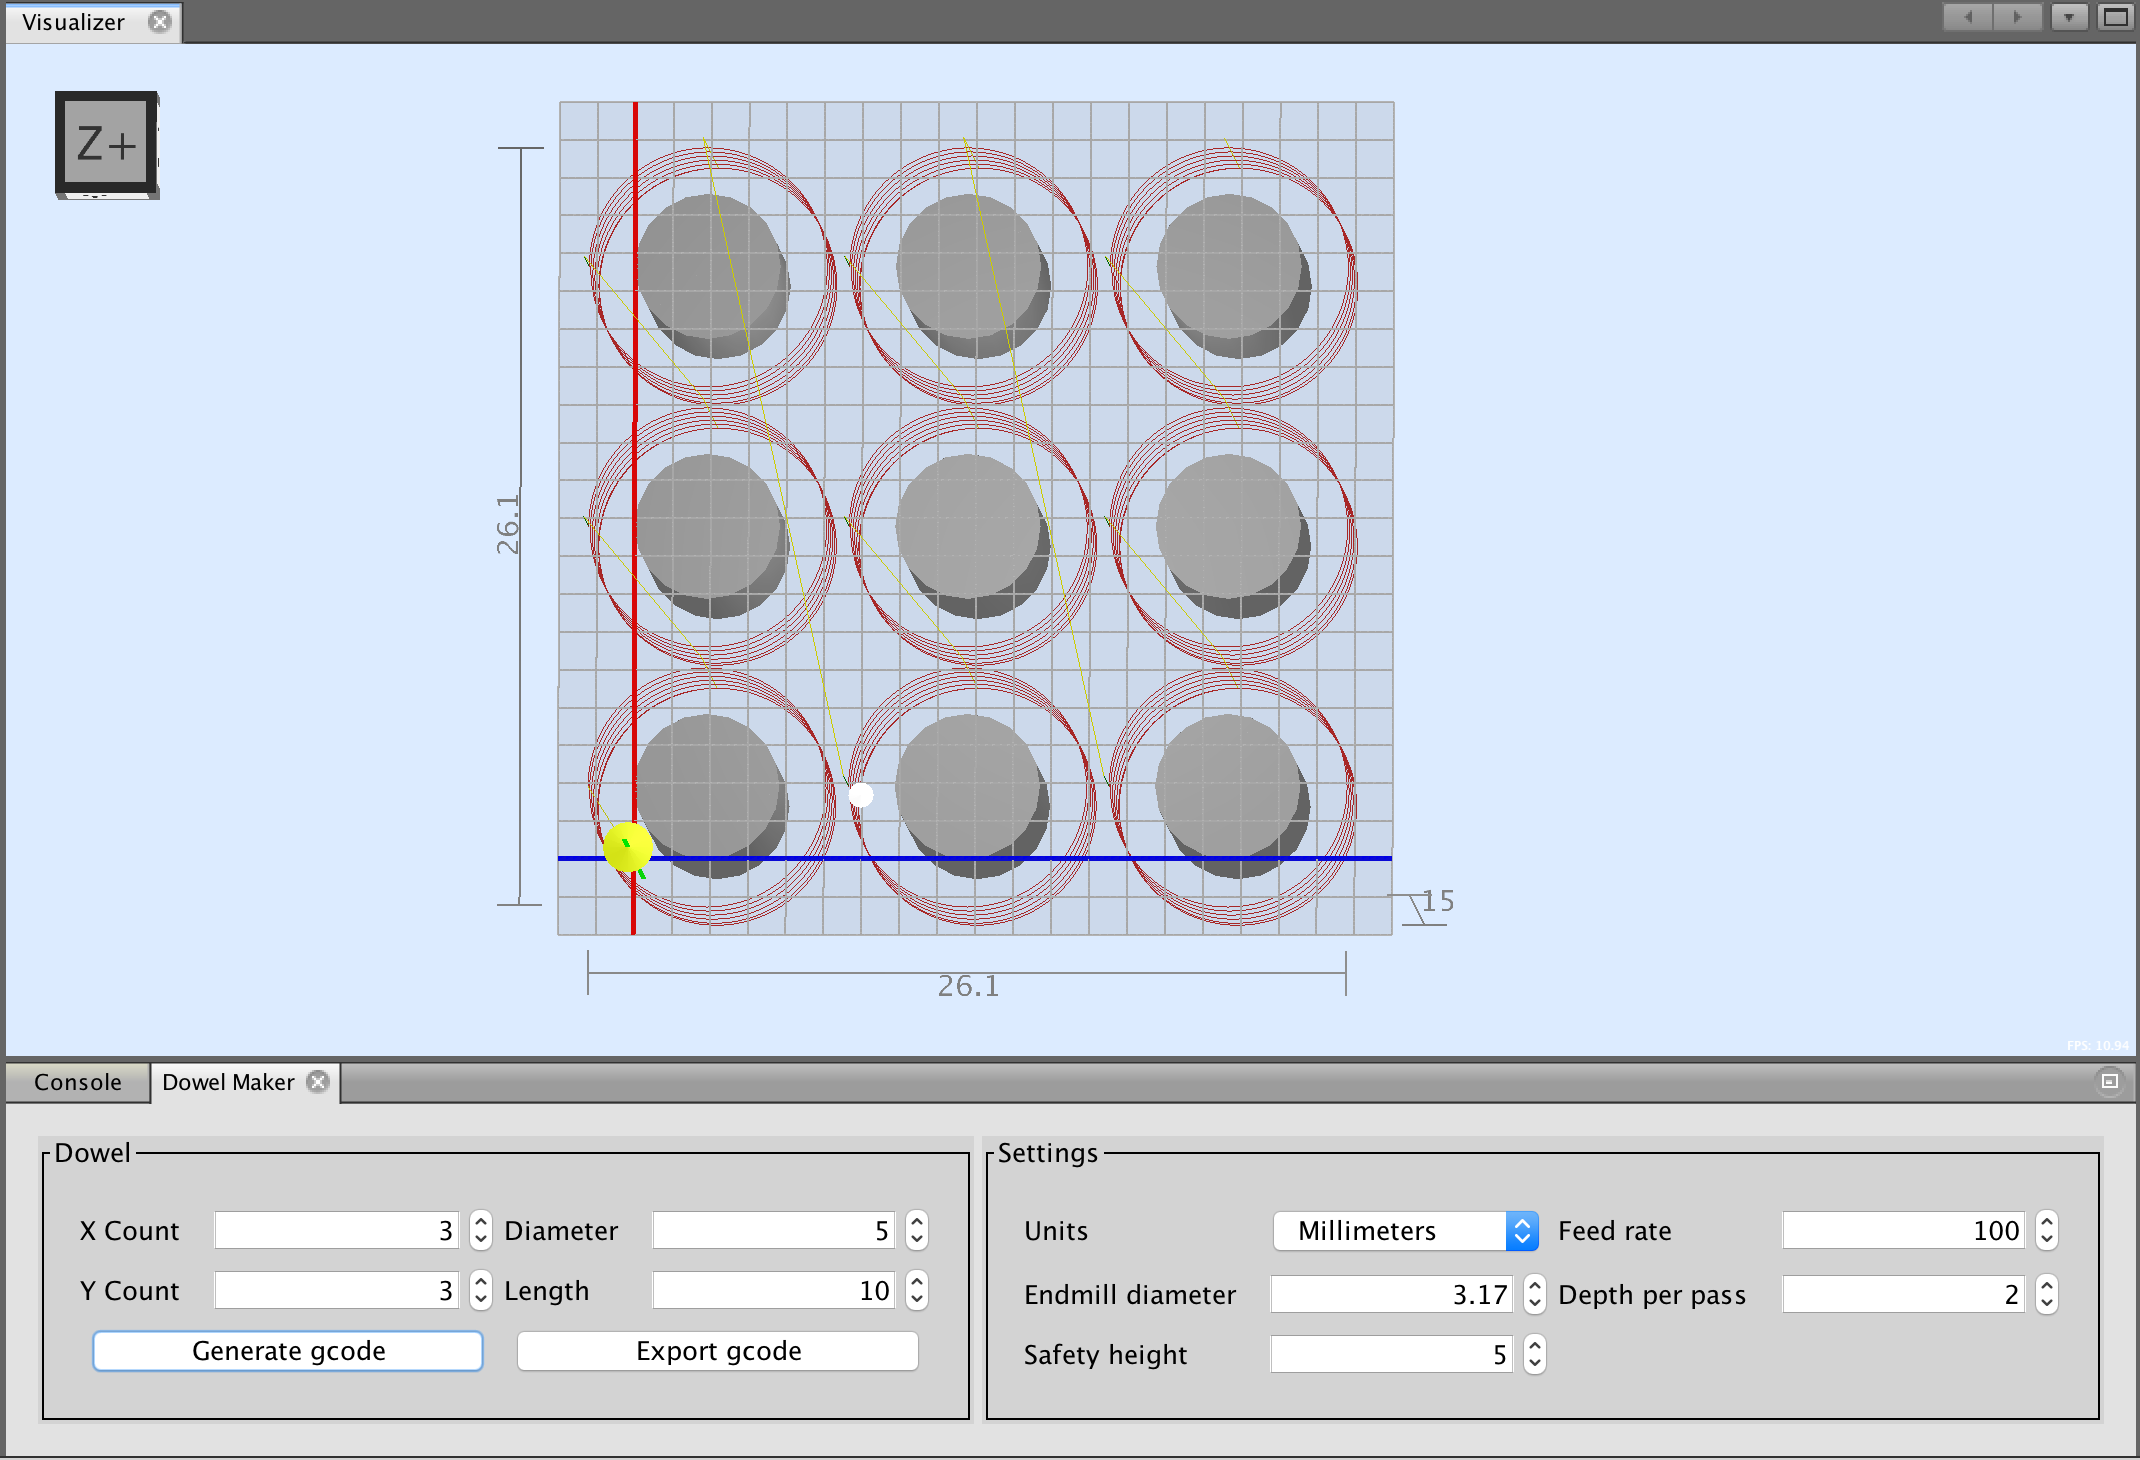 Visualizer
Z+
26.1
15
26.1
FPS: 10.94
Console
Dowel Maker
Dowel
X Count 3 Diameter 5
Y Count 3 Length 10
Generate gcode Export gcode
Settings
Units Millimeters Feed rate 100
Endmill diameter 3.17 Depth per pass 2
Safety height 5